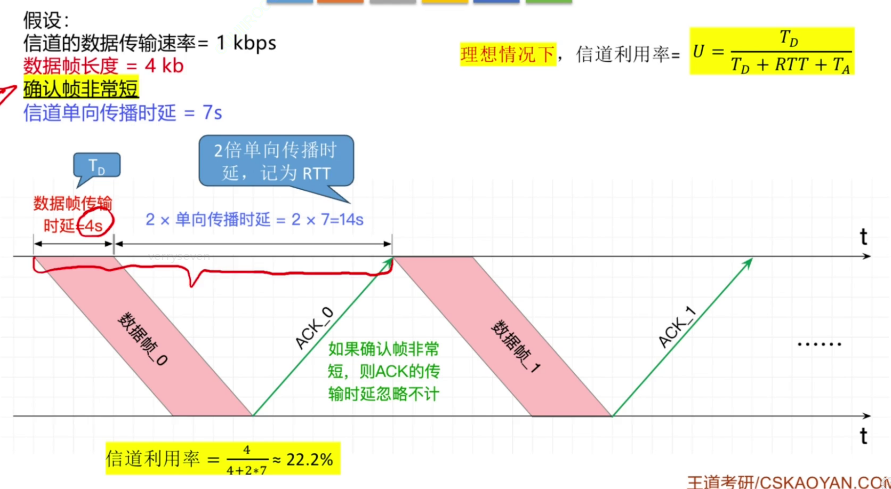 假设：
信道的数据传输速率= 1 kbps
数据帧长度 = 4 kb
确认帧非常短
信道单向传播时延 = 7s
理想情况下，信道利用率= U = T_D / (T_D + RTT + T_A)
2倍单向传播时
延，记为 RTT
T_D
数据帧传输
时延=4s
2 × 单向传播时延 = 2 × 7=14s
t
数据帧_0
ACK_0
数据帧_1
ACK_1
如果确认帧非常
短，则ACK的传
输时延忽略不计
……
t
信道利用率 = 4 / (4+2*7) ≈ 22.2%
王道考研/CSKAOYAN.COM